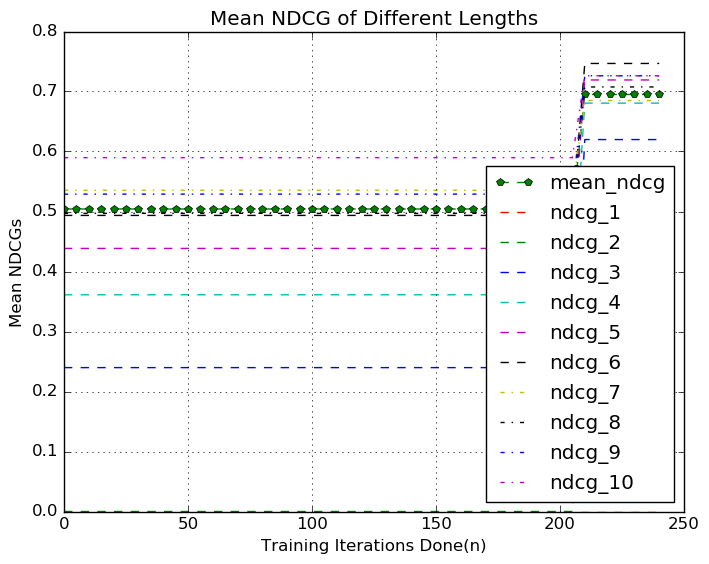 Mean NDCG of Different Lengths
0.8
0.7
0.6
0.5
0.4
0.3
0.2
0.1
0.0
Mean NDCGs
mean_ndcg
ndcg_1
ndcg_2
ndcg_3
ndcg_4
ndcg_5
ndcg_6
ndcg_7
ndcg_8
ndcg_9
ndcg_10
0 50 100 150 200 250
Training Iterations Done(n)